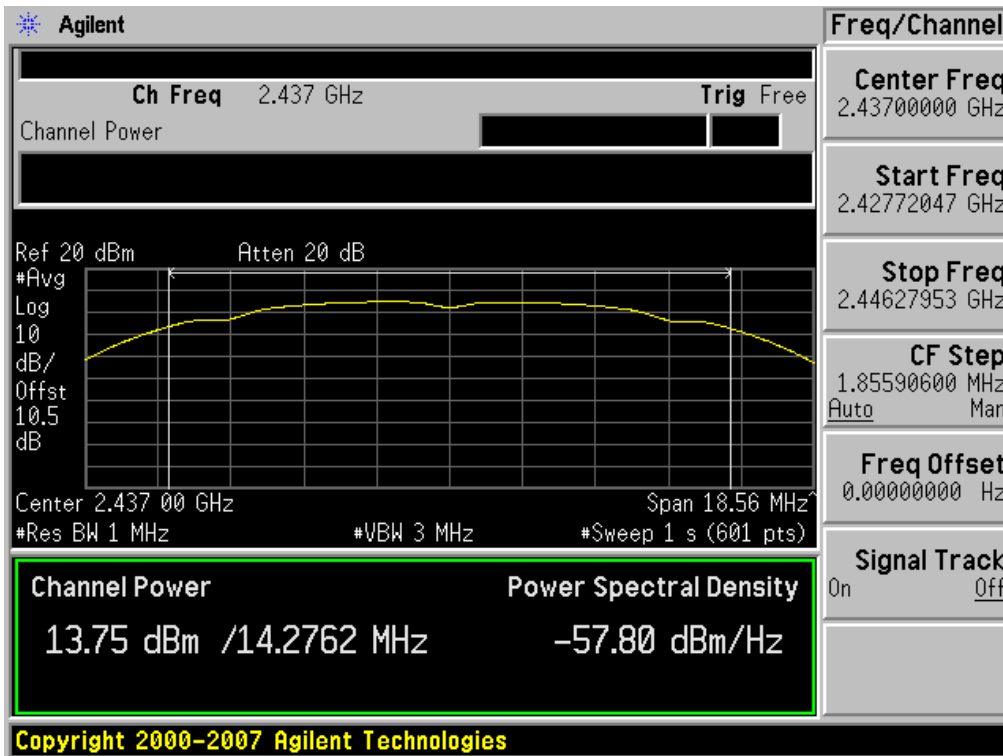 Agilent
Freq/Channel
Ch Freq 2.437 GHz
Trig Free
Channel Power
Center Freq
2.43700000 GHz
Start Freq
2.42772047 GHz
Stop Freq
2.44627953 GHz
CF Step
1.85590600 MHz
Auto Man
Freq Offset
0.00000000 Hz
Signal Track
On Off
Ref 20 dBm
Atten 20 dB
#Avg
Log
10
dB/
Offst
10.5
dB
Center 2.437 00 GHz
Span 18.56 MHz^
#Res BW 1 MHz
#VBW 3 MHz
#Sweep 1 s (601 pts)
Channel Power
Power Spectral Density
13.75 dBm /14.2762 MHz
-57.80 dBm/Hz
Copyright 2000-2007 Agilent Technologies